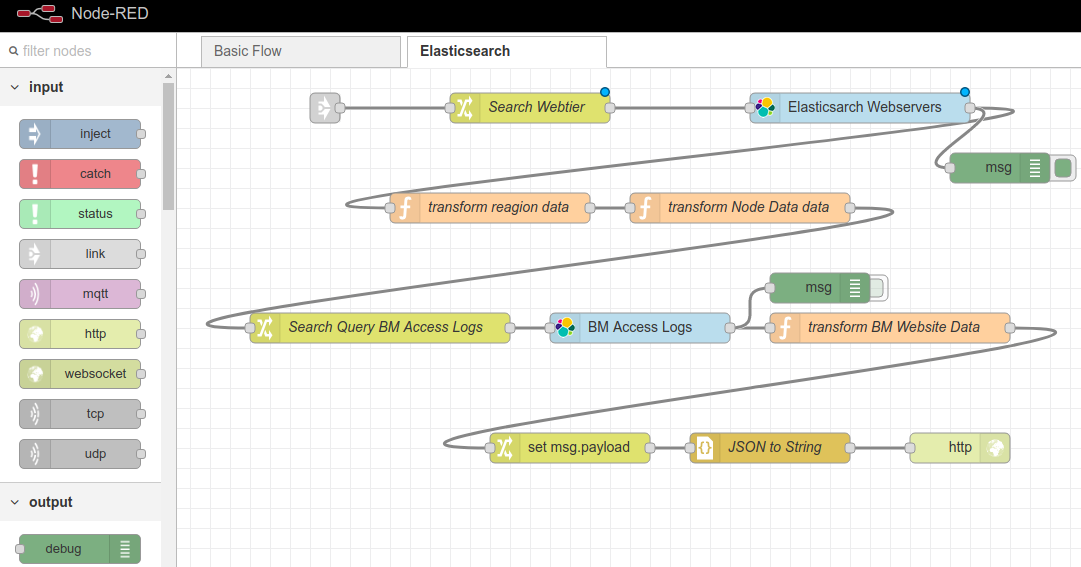 Node-RED
filter nodes
Basic Flow
Elasticsearch
input
inject
catch
status
link
mqtt
http
websocket
tcp
udp
output
debug
Search Webtier
Elasticsarch Webservers
msg
transform reagion data
transform Node Data data
msg
Search Query BM Access Logs
BM Access Logs
transform BM Website Data
set msg.payload
{}
JSON to String
http